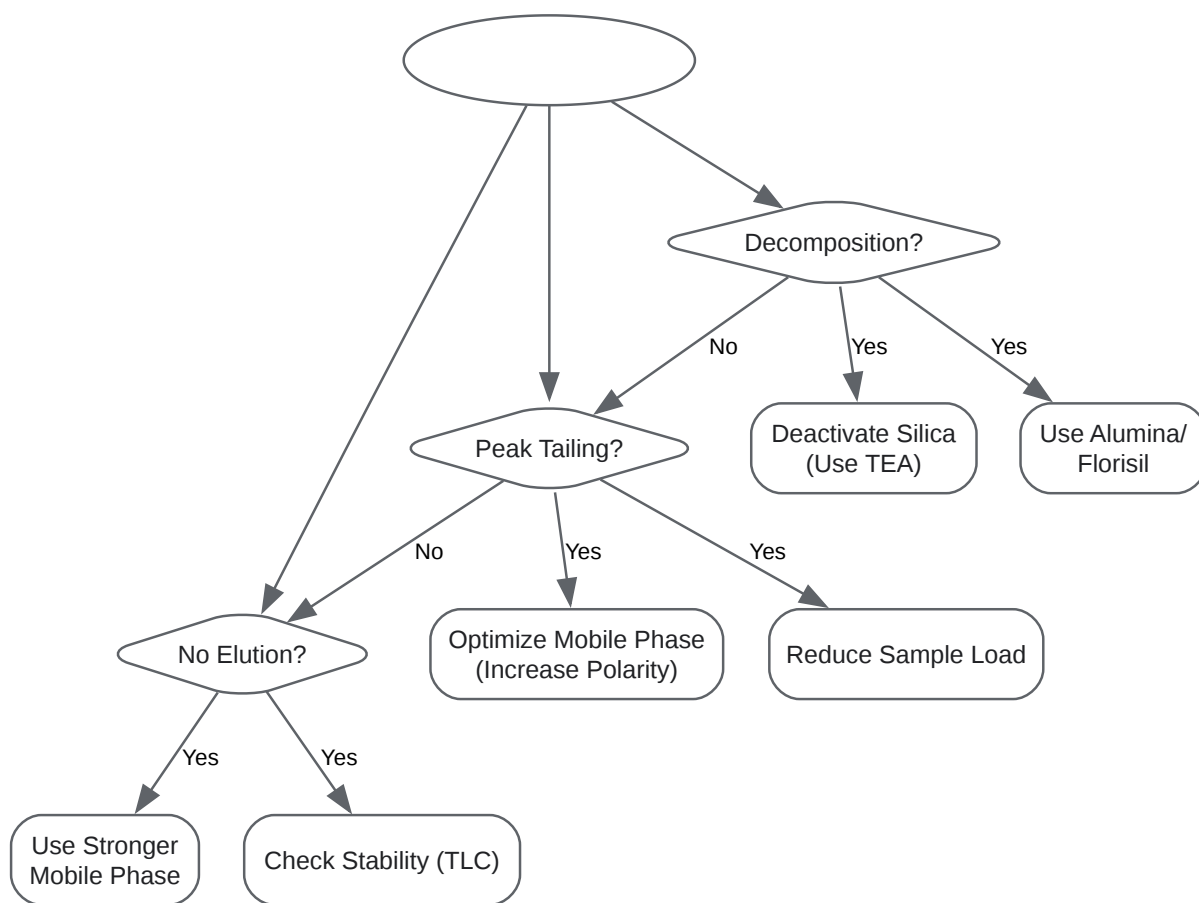 Decomposition?
No
Yes
Yes
Deactivate Silica
(Use TEA)
Use Alumina/
Florisil
Peak Tailing?
No
Yes
Yes
Optimize Mobile Phase
(Increase Polarity)
Reduce Sample Load
No Elution?
Yes
Yes
Use Stronger
Mobile Phase
Check Stability (TLC)